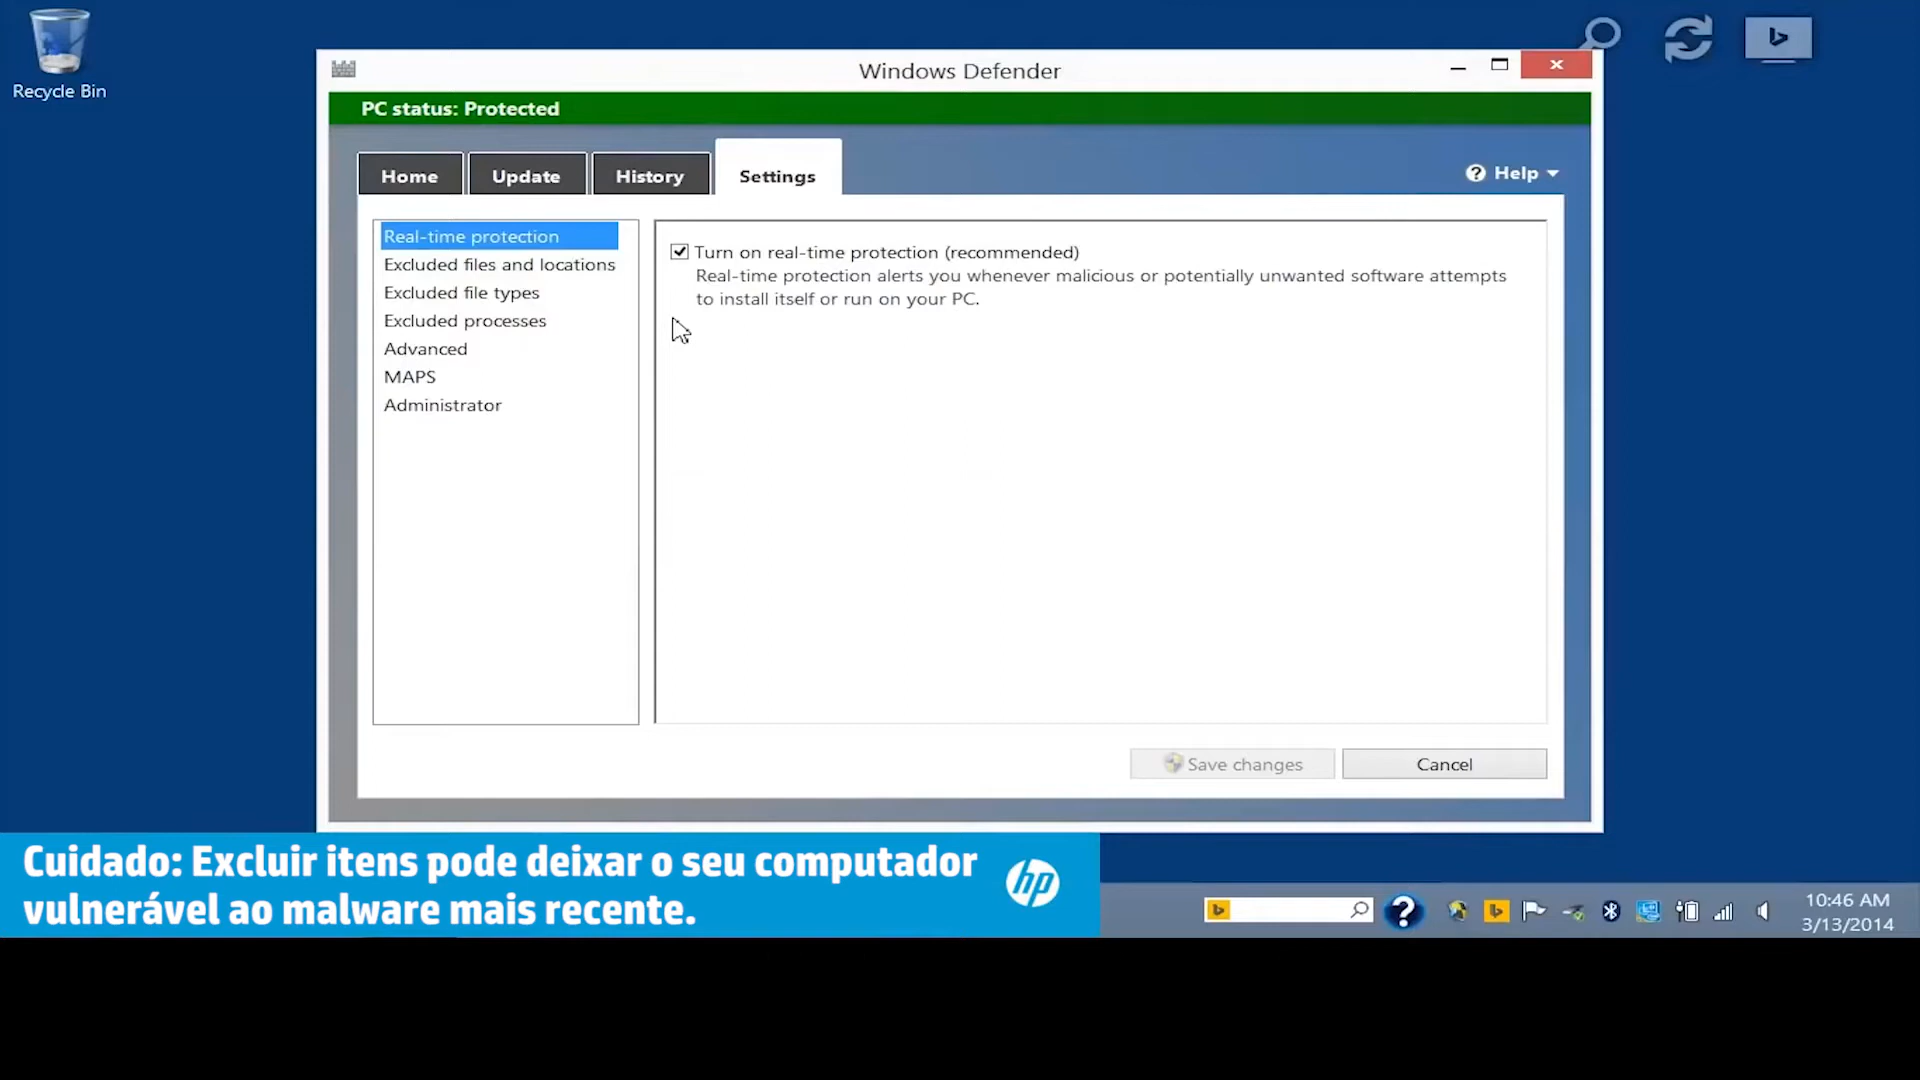 Recycle Bin
Windows Defender
PC status: Protected
Home
Update
History
Settings
? Help
Real-time protection
Excluded files and locations
Excluded file types
Excluded processes
Advanced
MAPS
Administrator
Turn on real-time protection (recommended)
Real-time protection alerts you whenever malicious or potentially unwanted software attempts
to install itself or run on your PC.
Save changes
Cancel
Cuidado: Excluir itens pode deixar o seu computador
vulnerável ao malware mais recente.
hp
?
10:46 AM
3/13/2014